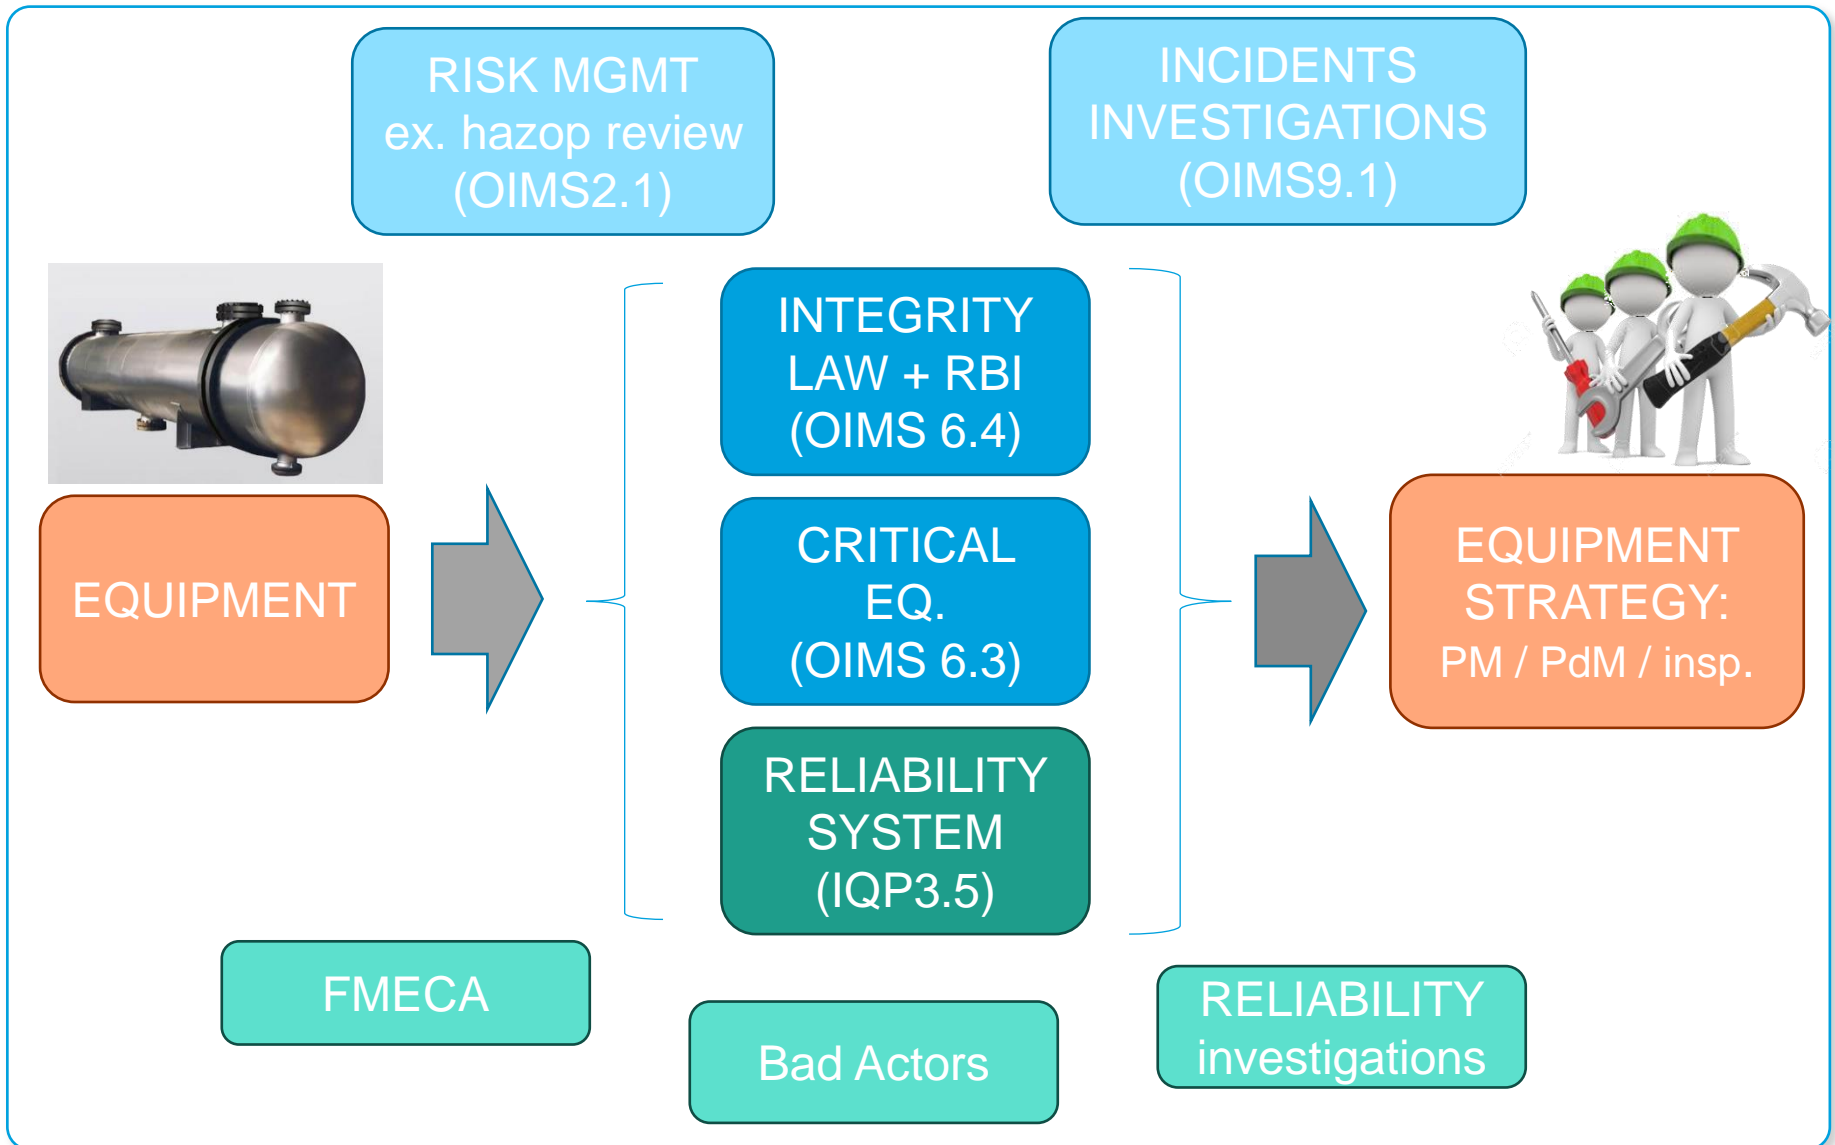 RISK MGMT
ex. hazop review
(OIMS2.1)
INCIDENTS
INVESTIGATIONS
(OIMS9.1)
INTEGRITY
LAW + RBI
(OIMS 6.4)
EQUIPMENT
CRITICAL
EQ.
(OIMS 6.3)
EQUIPMENT
STRATEGY:
PM / PdM / insp.
RELIABILITY
SYSTEM
(IQP3.5)
FMECA
Bad Actors
RELIABILITY
investigations